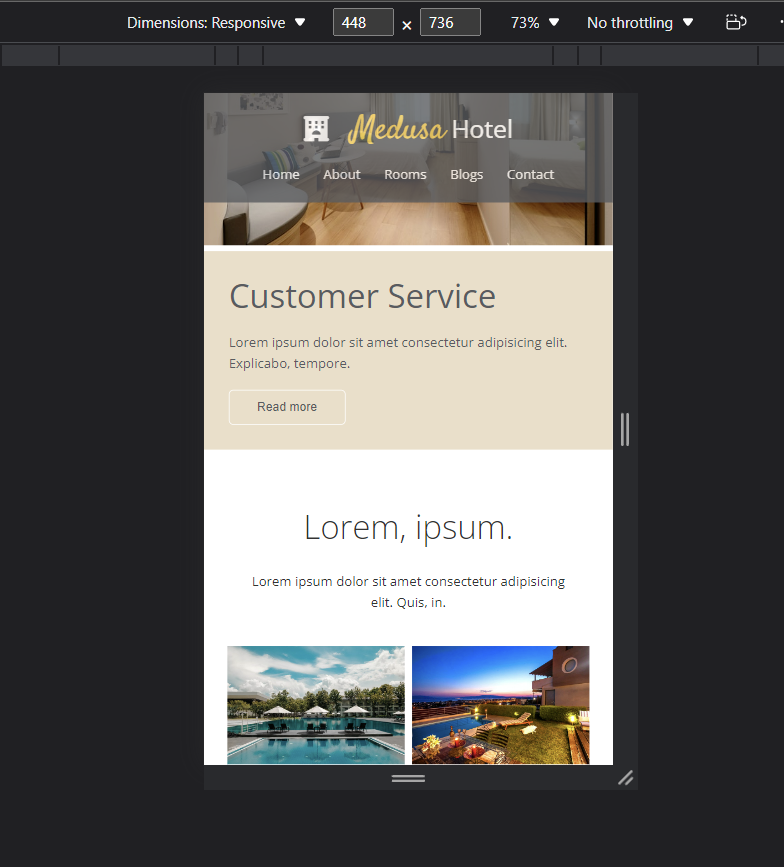 Dimensions: Responsive 448 × 736 73% No throttling
Medusa Hotel
Home About Rooms Blogs Contact
Customer Service
Lorem ipsum dolor sit amet consectetur adipisicing elit.
Explicabo, tempore.
Read more
Lorem, ipsum.
Lorem ipsum dolor sit amet consectetur adipisicing
elit. Quis, in.